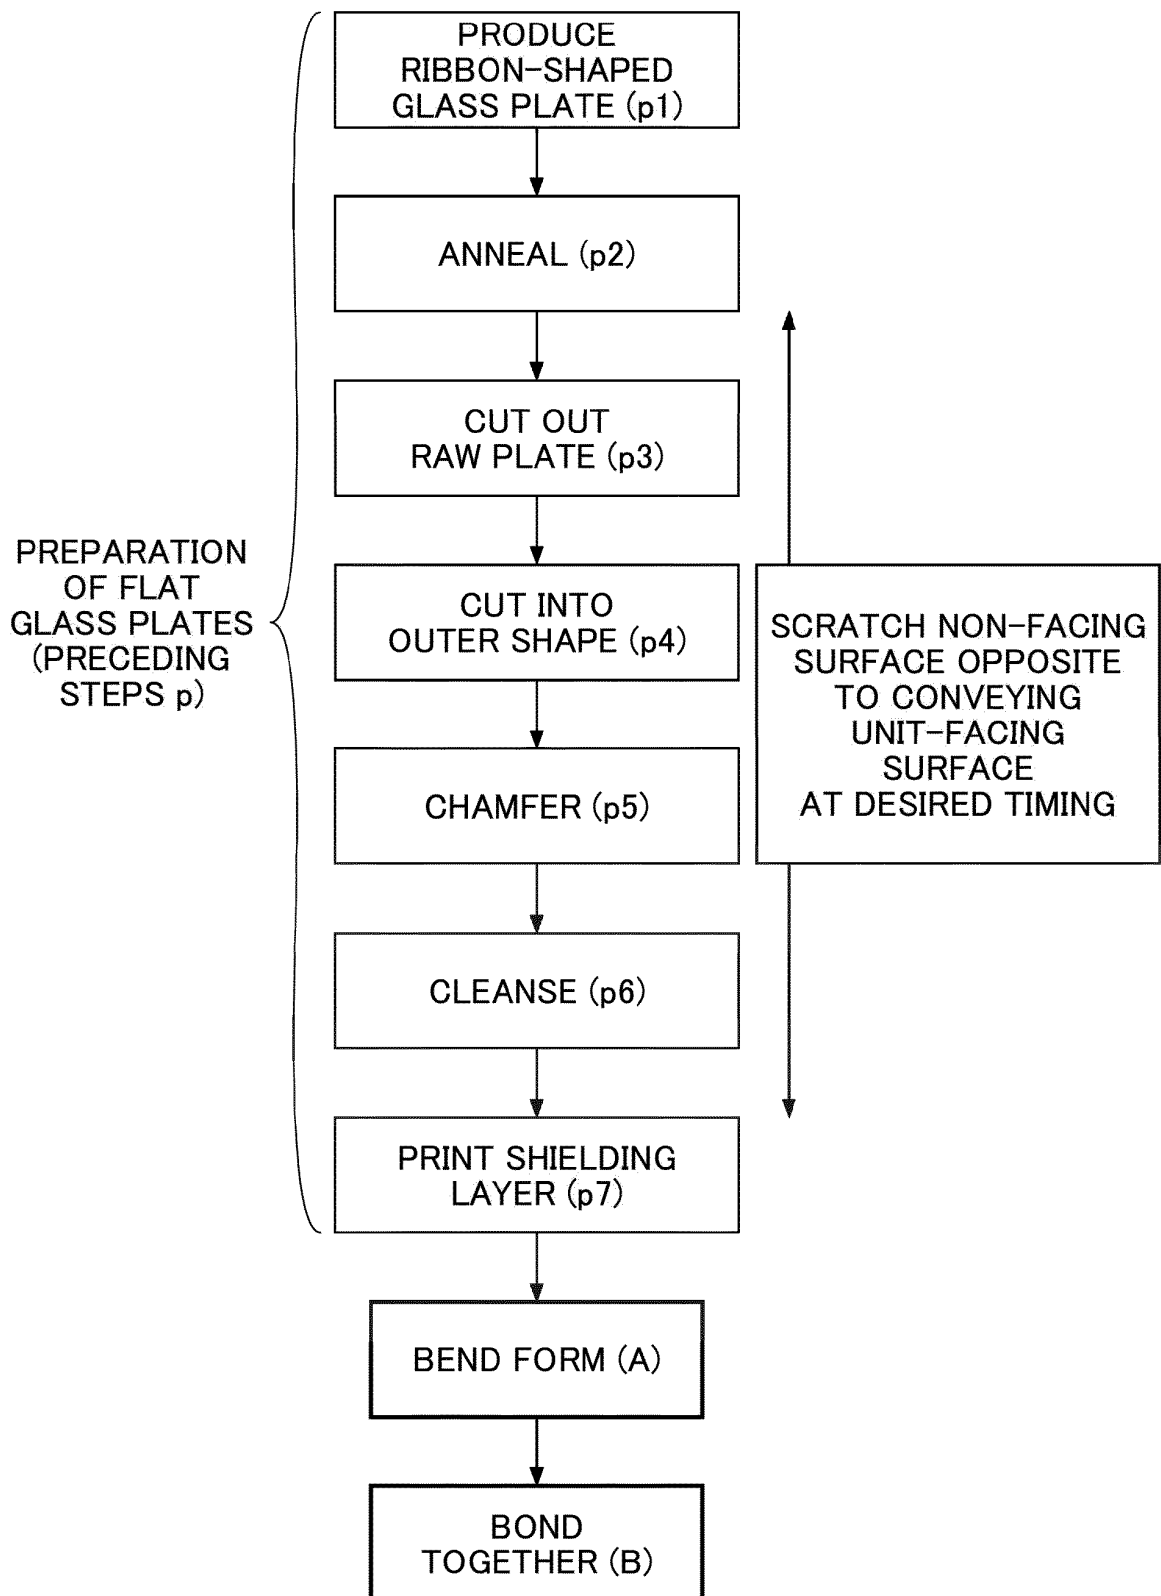 PRODUCE
RIBBON-SHAPED
GLASS PLATE (p1)
ANNEAL (p2)
CUT OUT
RAW PLATE (p3)
PREPARATION
OF FLAT
GLASS PLATES
(PRECEDING
STEPS p)
CUT INTO
OUTER SHAPE (p4)
SCRATCH NON-FACING
SURFACE OPPOSITE
TO CONVEYING
UNIT-FACING
SURFACE
AT DESIRED TIMING
CHAMFER (p5)
CLEANSE (p6)
PRINT SHIELDING
LAYER (p7)
BEND FORM (A)
BOND
TOGETHER (B)